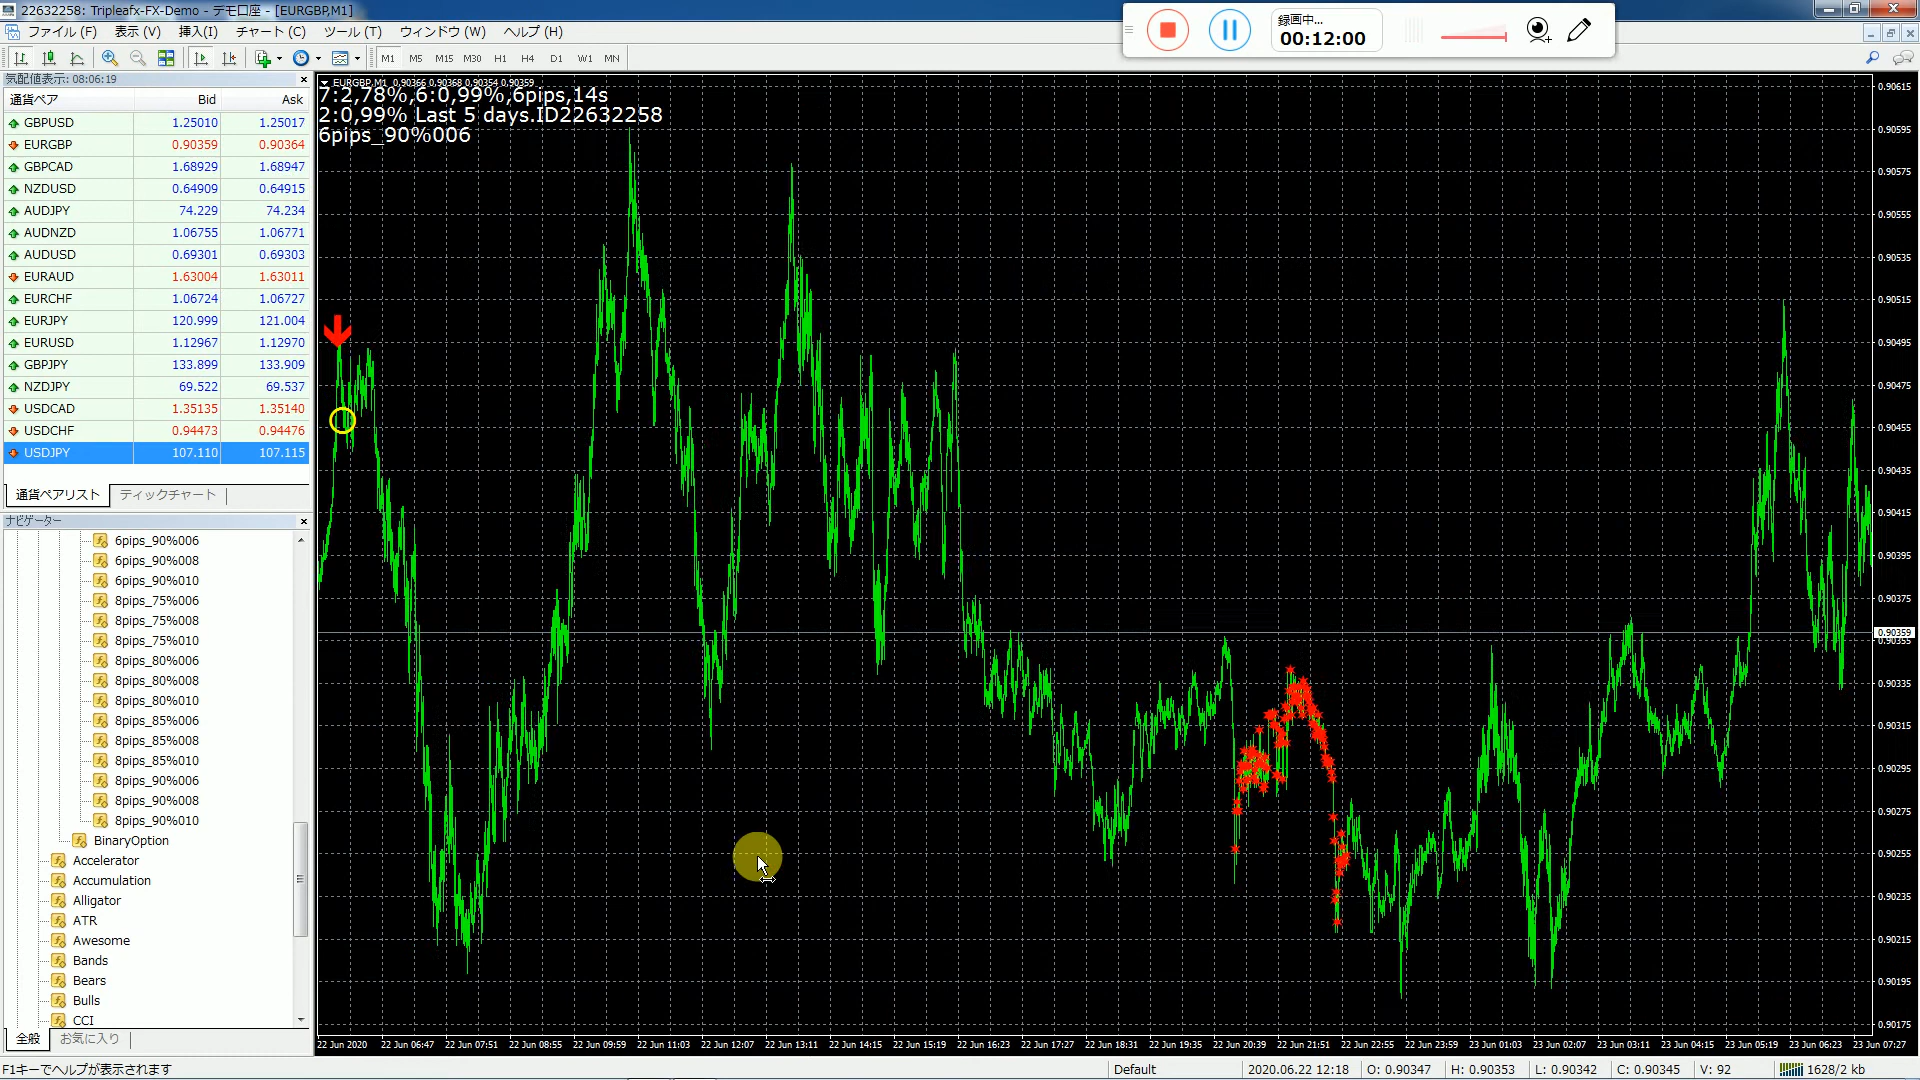 22632258: Tripleafx-FX-Demo - デモ口座 - [EURGBP,M1]
ファイル (F) 表示 (V) 挿入(I) チャート (C) ツール (T) ウィンドウ (W) ヘルプ (H)
録画中...
00:12:00
M1 M5 M15 M30 H1 H4 D1 W1 MN
気配値表示: 08:06:19
通貨ペア Bid Ask
GBPUSD 1.25010 1.25017
EURGBP 0.90359 0.90364
GBPCAD 1.68929 1.68947
NZDUSD 0.64909 0.64915
AUDJPY 74.229 74.234
AUDNZD 1.06755 1.06771
AUDUSD 0.69301 0.69303
EURAUD 1.63004 1.63011
EURCHF 1.06724 1.06727
EURJPY 120.999 121.004
EURUSD 1.12967 1.12970
GBPJPY 133.899 133.909
NZDJPY 69.522 69.537
USDCAD 1.35135 1.35140
USDCHF 0.94473 0.94476
USDJPY 107.110 107.115
通貨ペアリスト ティックチャート
ナビゲーター
6pips_90%006
6pips_90%008
6pips_90%010
8pips_75%006
8pips_75%008
8pips_75%010
8pips_80%006
8pips_80%008
8pips_80%010
8pips_85%006
8pips_85%008
8pips_85%010
8pips_90%006
8pips_90%008
8pips_90%010
BinaryOption
Accelerator
Accumulation
Alligator
ATR
Awesome
Bands
Bears
Bulls
CCI
全般 お気に入り
EURGBP,M1 0.90366 0.90368 0.90354 0.90359
7:2,78%,6:0,99%,6pips,14s
2:0,99% Last 5 days.ID22632258
6pips_90%006
0.90615
0.90595
0.90575
0.90555
0.90535
0.90515
0.90495
0.90475
0.90455
0.90435
0.90415
0.90395
0.90375
0.90359
0.90355
0.90335
0.90315
0.90295
0.90275
0.90255
0.90235
0.90215
0.90195
0.90175
22 Jun 2020 22 Jun 06:47 22 Jun 07:51 22 Jun 08:55 22 Jun 09:59 22 Jun 11:03 22 Jun 12:07 22 Jun 13:11 22 Jun 14:15 22 Jun 15:19 22 Jun 16:23 22 Jun 17:27 22 Jun 18:31 22 Jun 19:35 22 Jun 20:39 22 Jun 21:51 22 Jun 22:55 22 Jun 23:59 23 Jun 01:03 23 Jun 02:07 23 Jun 03:11 23 Jun 04:15 23 Jun 05:19 23 Jun 06:23 23 Jun 07:27
F1キーでヘルプが表示されます Default 2020.06.22 12:18 O: 0.90347 H: 0.90353 L: 0.90342 C: 0.90345 V: 92 1628/2 kb